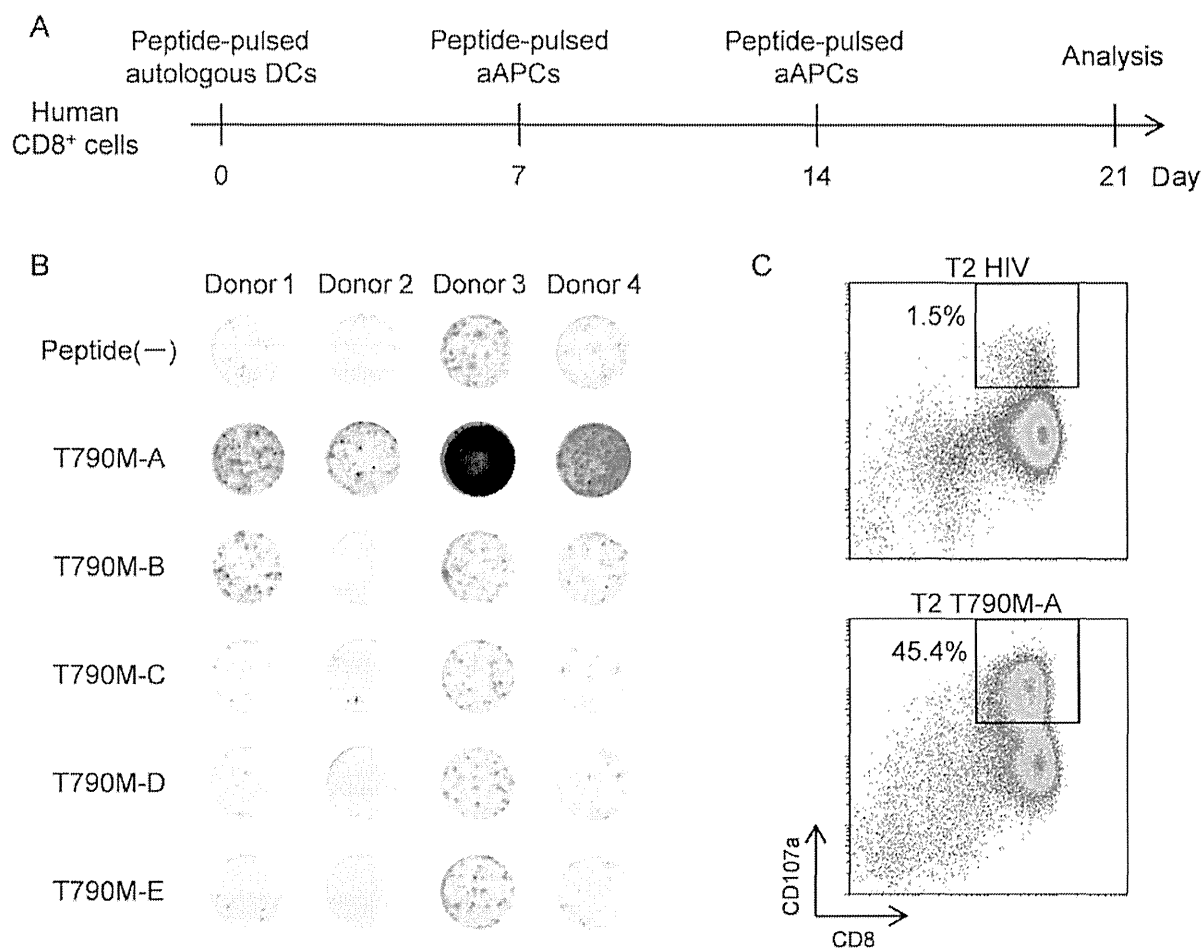 A
Peptide-pulsed
autologous DCs
Peptide-pulsed
aAPCs
Peptide-pulsed
aAPCs
Analysis
Human
CD8⁺ cells
0
7
14
21
Day
B
Donor 1
Donor 2
Donor 3
Donor 4
Peptide(—)
T790M-A
T790M-B
T790M-C
T790M-D
T790M-E
C
T2 HIV
1.5%
T2 T790M-A
45.4%
CD107a
CD8